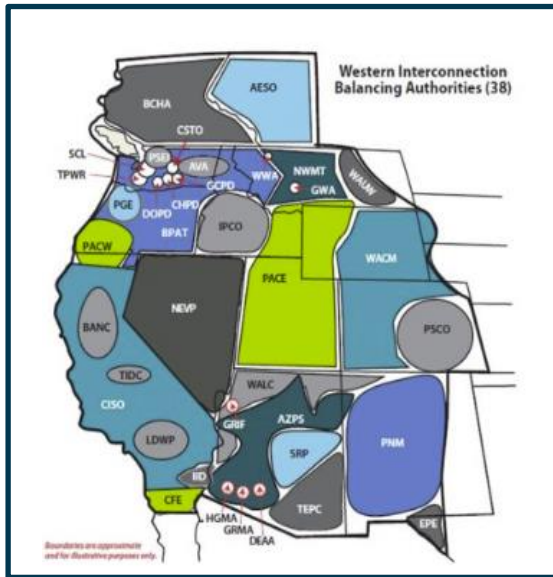 Western Interconnection
Balancing Authorities (38)
AESO
BCHA
CSTO
SCL
PSEI
AVA
TPWR
WWA
NWMT
WAUW
GCPD
GWA
PGE
CHPD
DOPD
IPCO
BPAT
PACW
PACE
WACM
NEVP
BANC
PSCO
TIDC
WALC
CISO
GRIF
AZPS
LDWP
SRP
PNM
IID
CFE
TEPC
HGMA
GRMA
DEAA
EPE
Boundaries are approximate
and for illustrative purposes only.